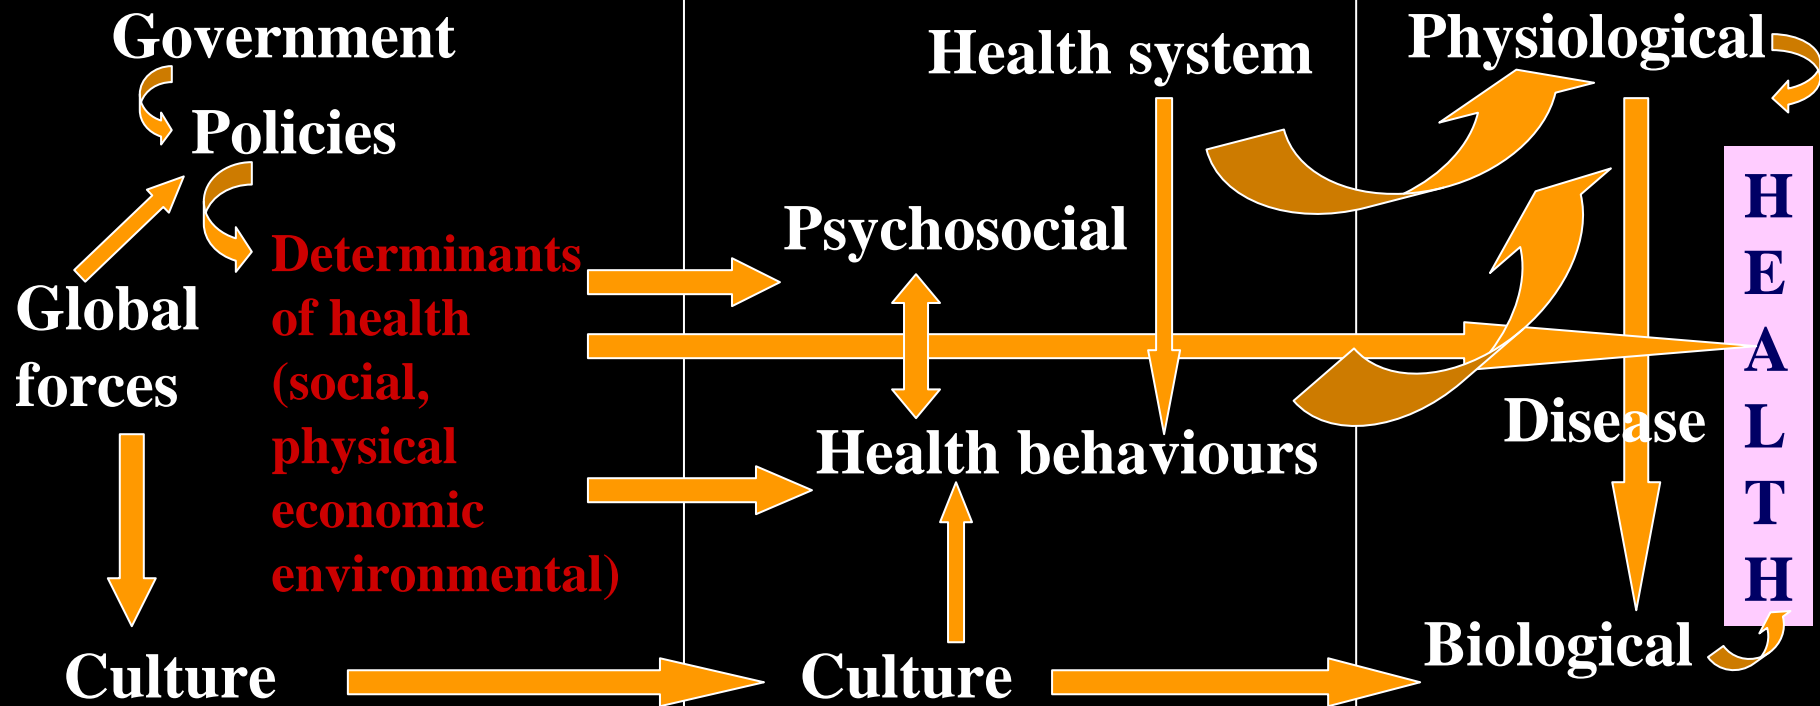 Government
Policies
Global
forces
Determinants
of health
(social,
physical
economic
environmental)
Culture
Health system
Psychosocial
Health behaviours
Culture
Physiological
Disease
Biological
H
E
A
L
T
H